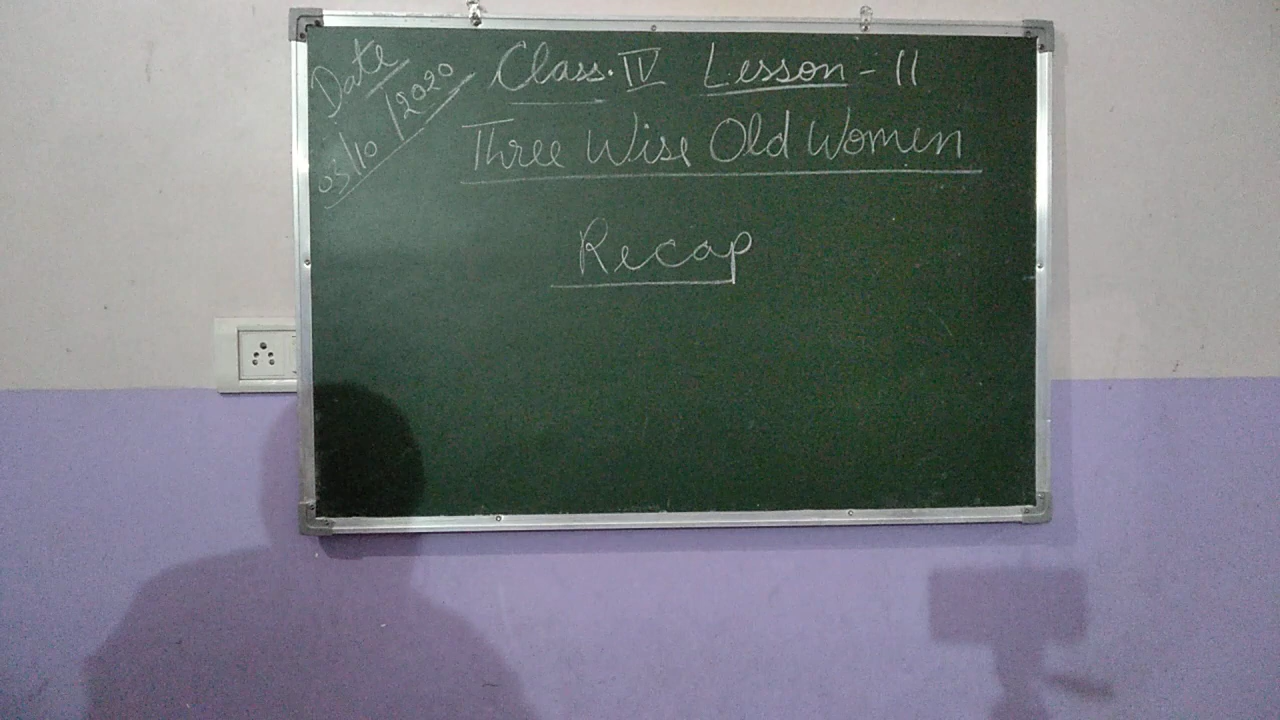 Date
03/10/2020
Class. IV Lesson - 11
Three Wise Old Women
Recap